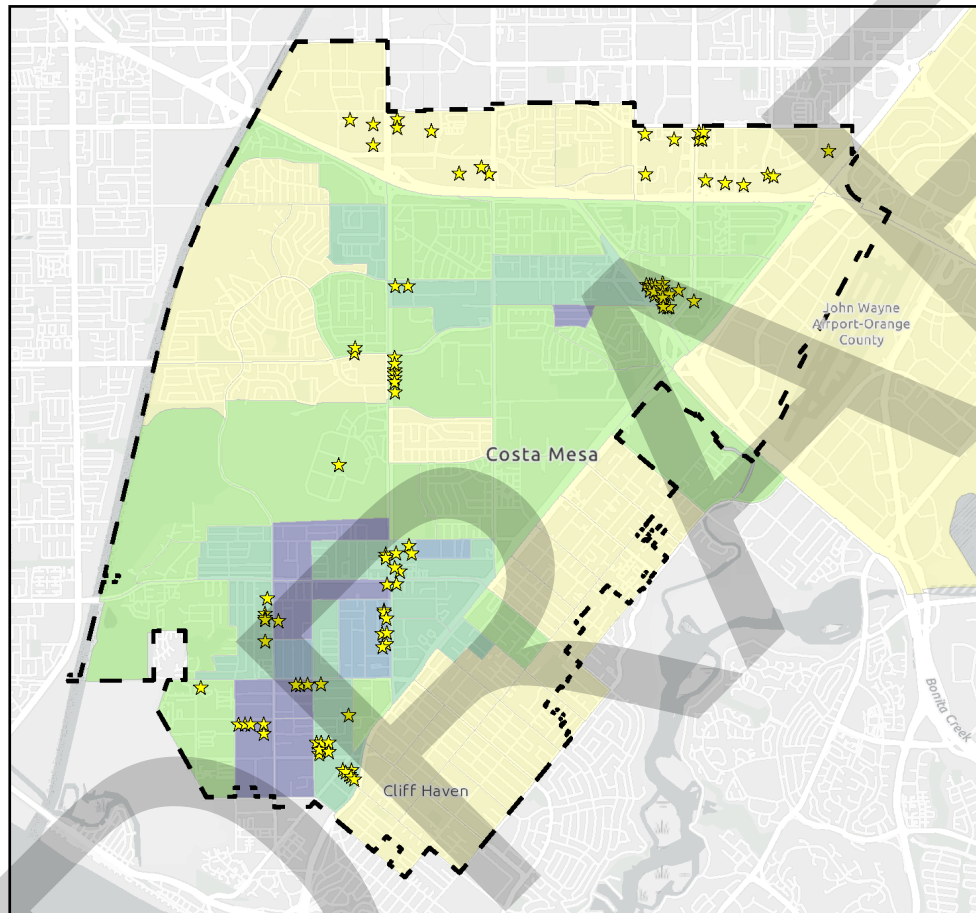 John Wayne
Airport-Orange
County
Costa Mesa
Bonita Creek
Cliff Haven